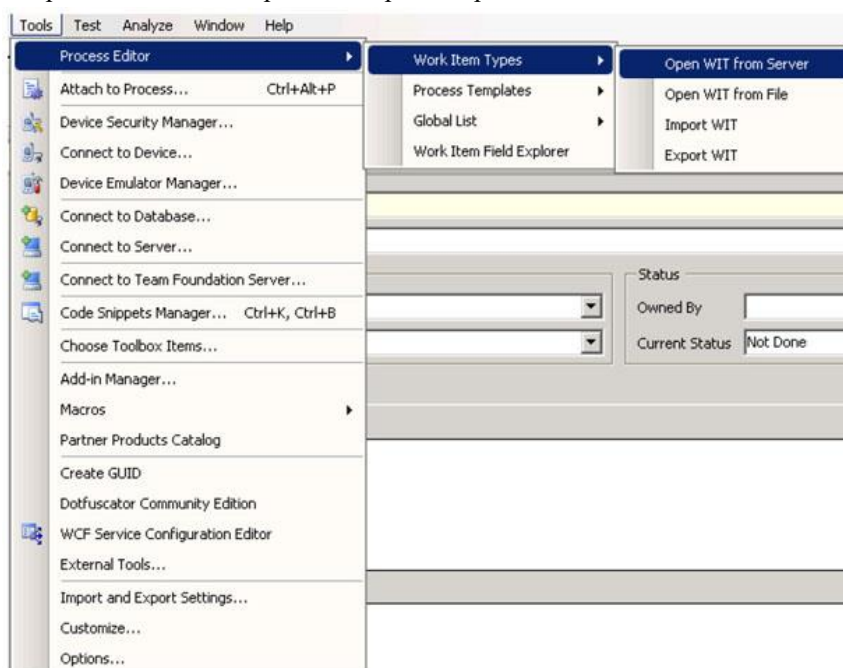 Tools Test Analyze Window Help
Process Editor
Attach to Process... Ctrl+Alt+P
Device Security Manager...
Connect to Device...
Device Emulator Manager...
Connect to Database...
Connect to Server...
Connect to Team Foundation Server...
Code Snippets Manager... Ctrl+K, Ctrl+B
Choose Toolbox Items...
Add-in Manager...
Macros
Partner Products Catalog
Create GUID
Dotfuscator Community Edition
WCF Service Configuration Editor
External Tools...
Import and Export Settings...
Customize...
Options...
Work Item Types
Process Templates
Global List
Work Item Field Explorer
Open WIT from Server
Open WIT from File
Import WIT
Export WIT
Status
Owned By
Current Status Not Done